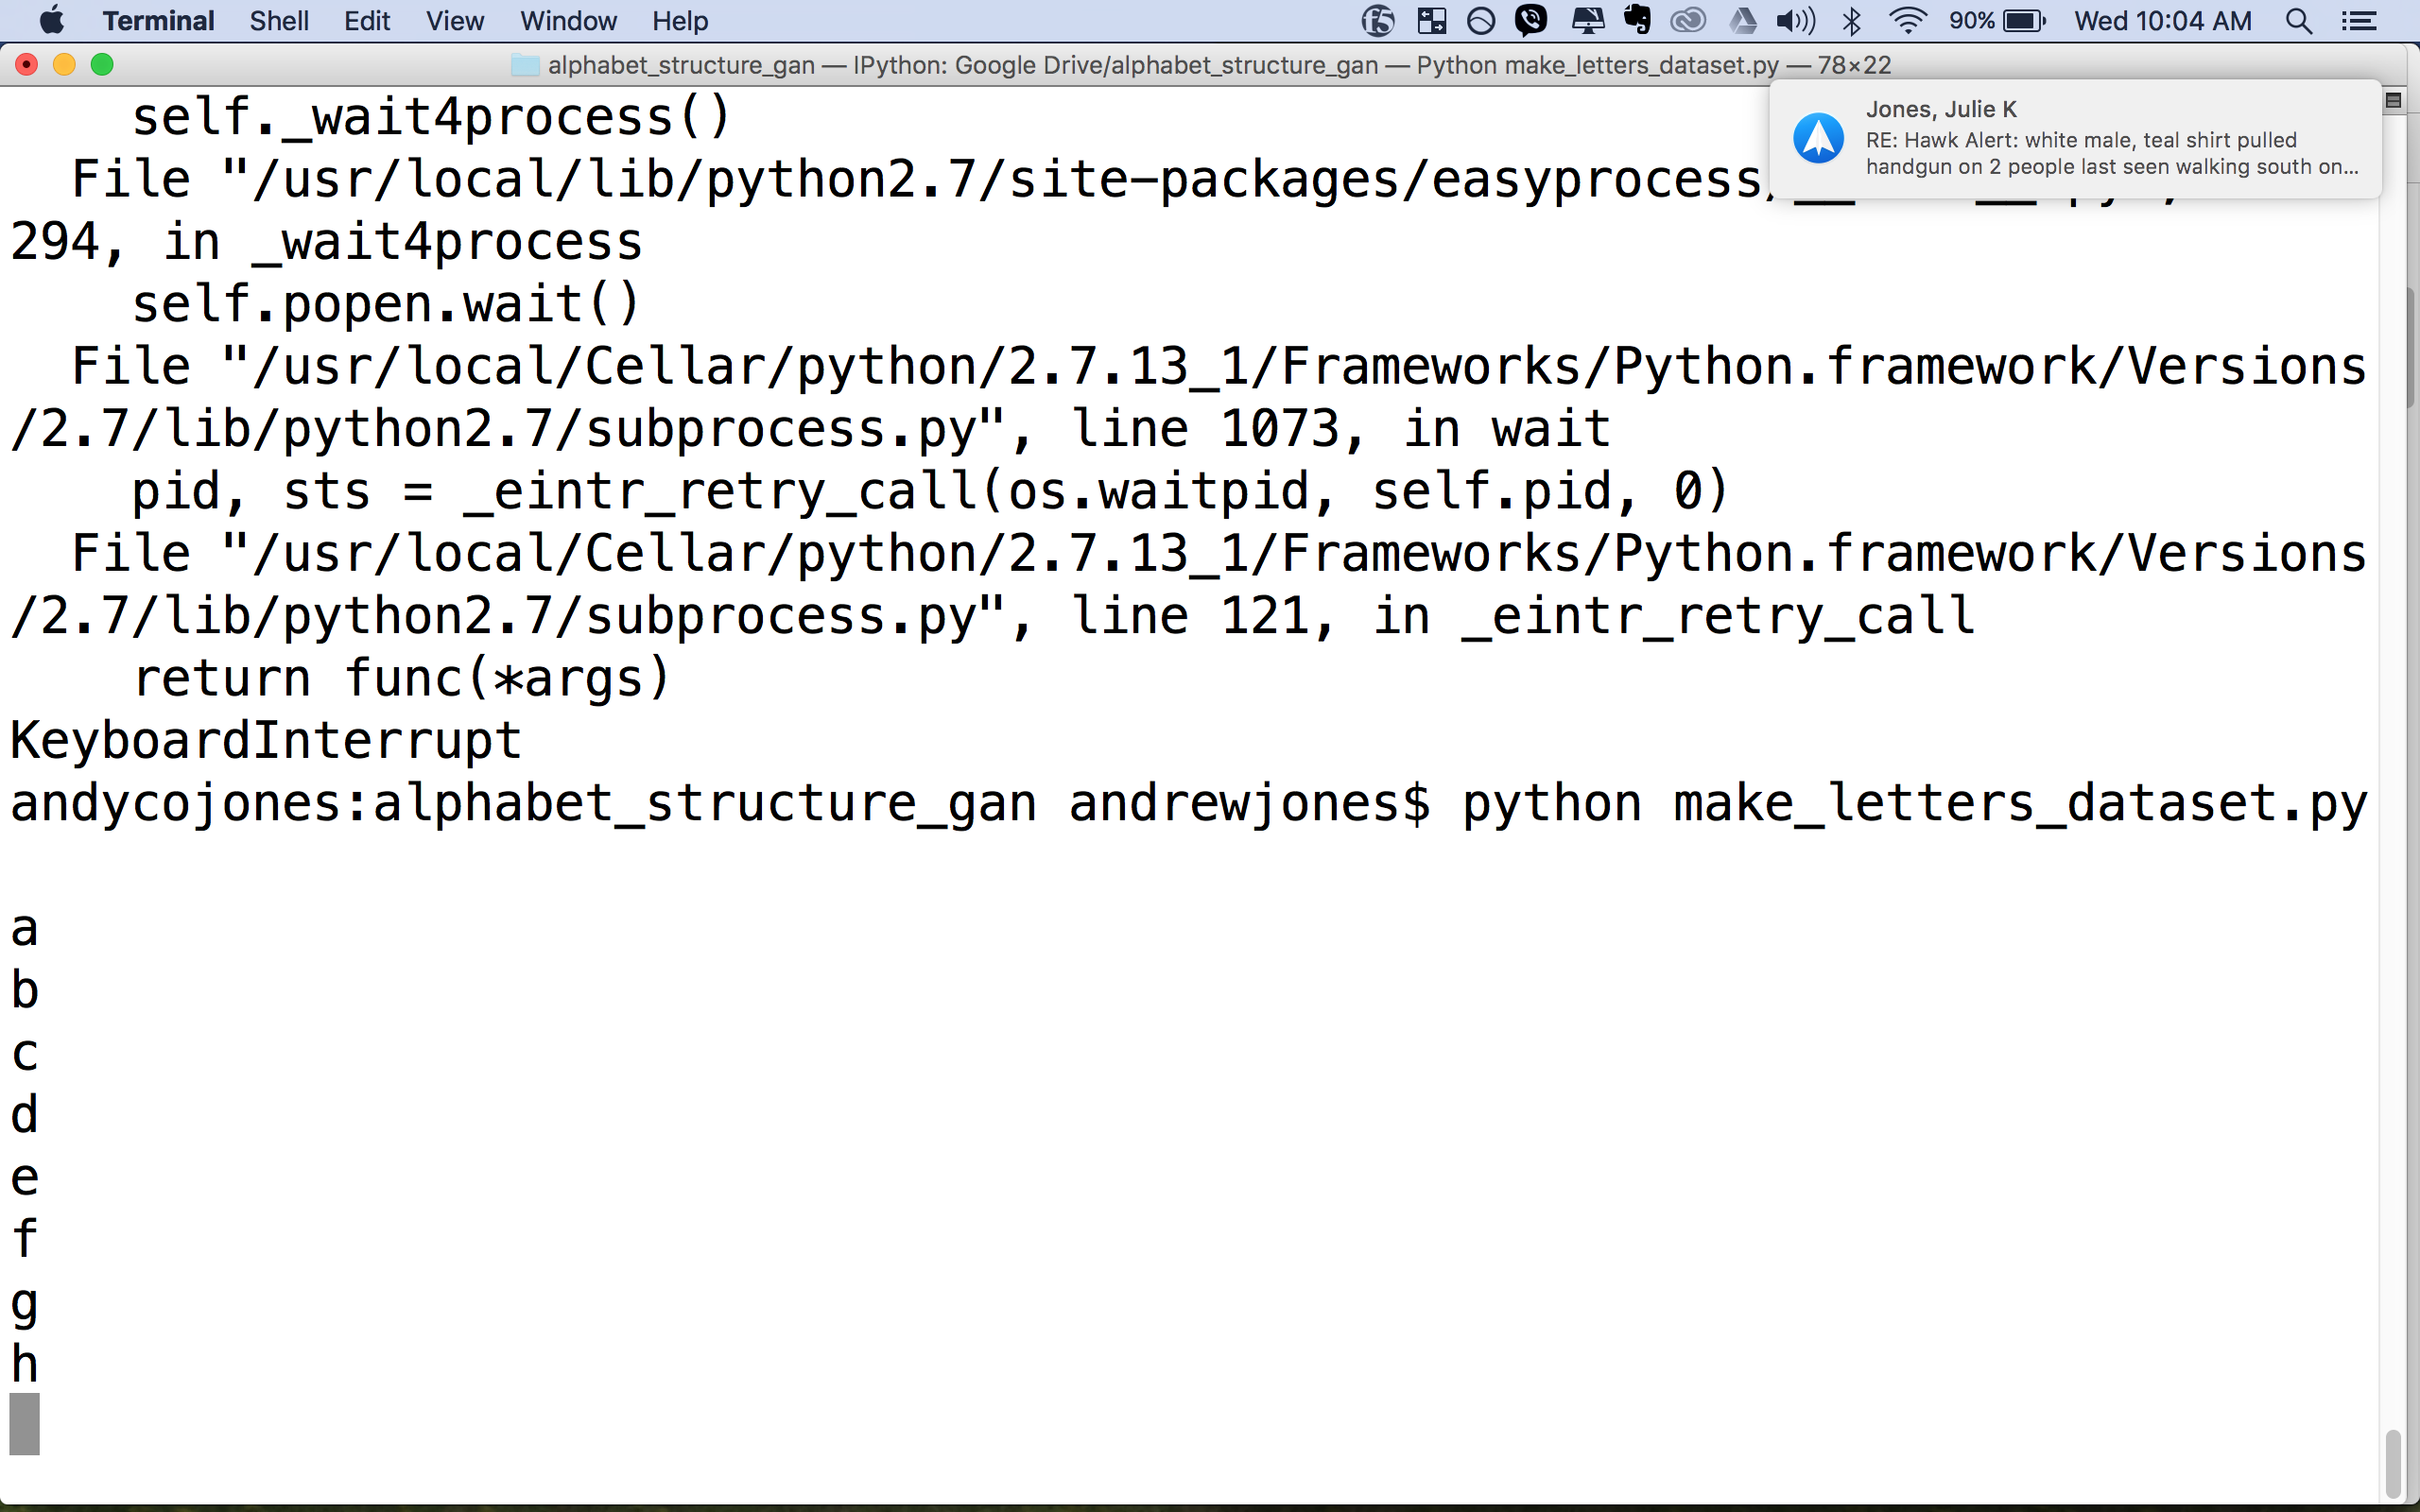 Terminal Shell Edit View Window Help 90% Wed 10:04 AM
alphabet_structure_gan — IPython: Google Drive/alphabet_structure_gan — Python make_letters_dataset.py — 78×22
Jones, Julie K
RE: Hawk Alert: white male, teal shirt pulled
handgun on 2 people last seen walking south on...
self._wait4process()
File "/usr/local/lib/python2.7/site-packages/easyprocess/
294, in _wait4process
self.popen.wait()
File "/usr/local/Cellar/python/2.7.13_1/Frameworks/Python.framework/Versions
/2.7/lib/python2.7/subprocess.py", line 1073, in wait
pid, sts = _eintr_retry_call(os.waitpid, self.pid, 0)
File "/usr/local/Cellar/python/2.7.13_1/Frameworks/Python.framework/Versions
/2.7/lib/python2.7/subprocess.py", line 121, in _eintr_retry_call
return func(*args)
KeyboardInterrupt
andycojones:alphabet_structure_gan andrewjones$ python make_letters_dataset.py
a
b
c
d
e
f
g
h